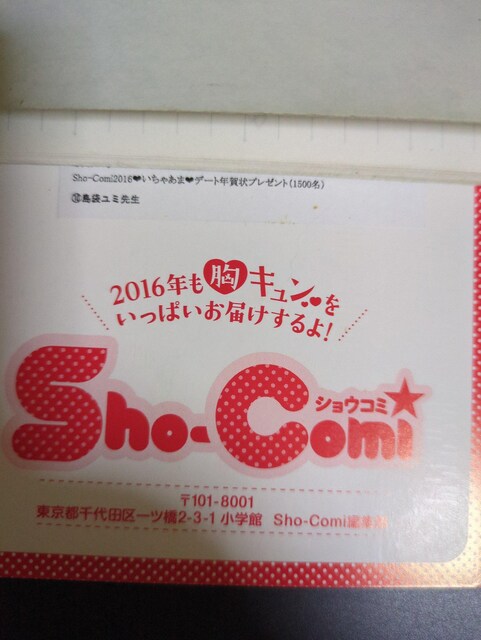 Sho-Comi2016❤いちゃあま❤デート年賀状プレゼント(1500名)
島袋ユミ先生
2016年も胸キュン♥♥を
いっぱいお届けするよ!
ショウコミ
Sho-Comi
〒101-8001
東京都千代田区一ツ橋2-3-1 小学館 Sho-Comi編集部